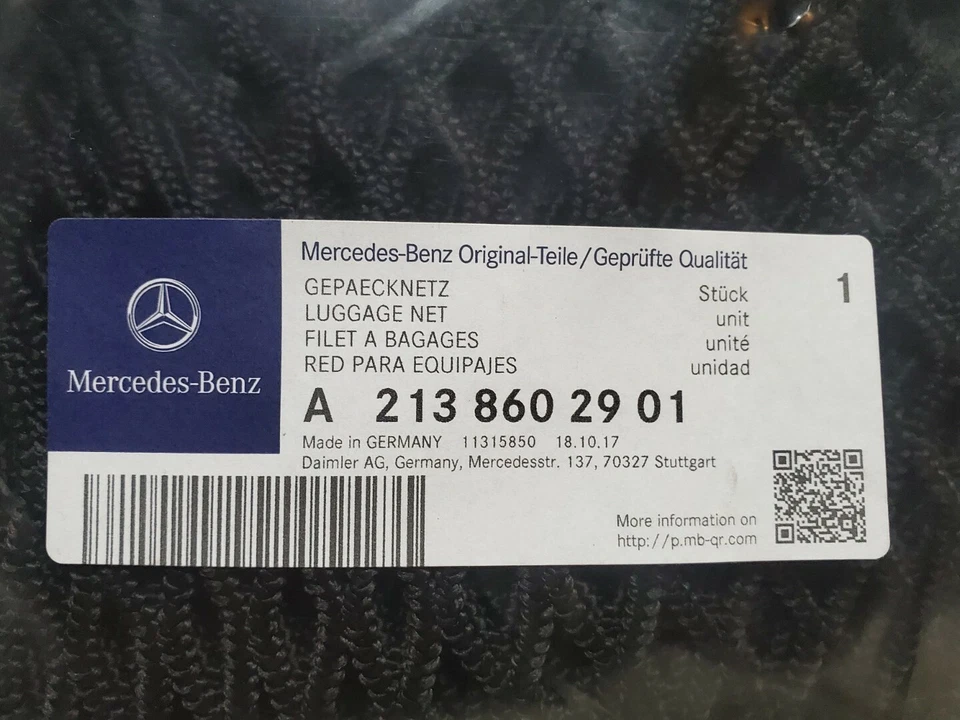 Mercedes-Benz
Mercedes-Benz Original-Teile/Geprüfte Qualität
GEPAECKNETZ Stück 1
LUGGAGE NET unit
FILET A BAGAGES unité
RED PARA EQUIPAJES unidad
A 213 860 29 01
Made in GERMANY 11315850 18.10.17
Daimler AG, Germany, Mercedesstr. 137, 70327 Stuttgart
More information on
http://p.mb-qr.com